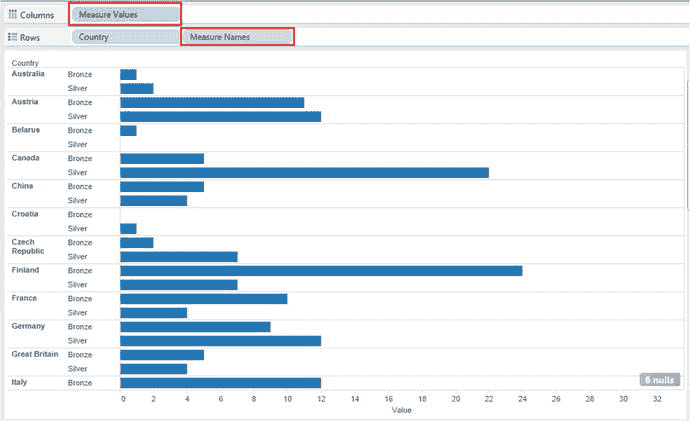 Columns Measure Values
Rows Country Measure Names
Country
Australia Bronze
Silver
Austria Bronze
Silver
Belarus Bronze
Silver
Canada Bronze
Silver
China Bronze
Silver
Croatia Bronze
Silver
Czech Republic Bronze
Silver
Finland Bronze
Silver
France Bronze
Silver
Germany Bronze
Silver
Great Britain Bronze
Silver
Italy Bronze
6 nulls
0 2 4 6 8 10 12 14 16 18 20 22 24 26 28 30 32
Value